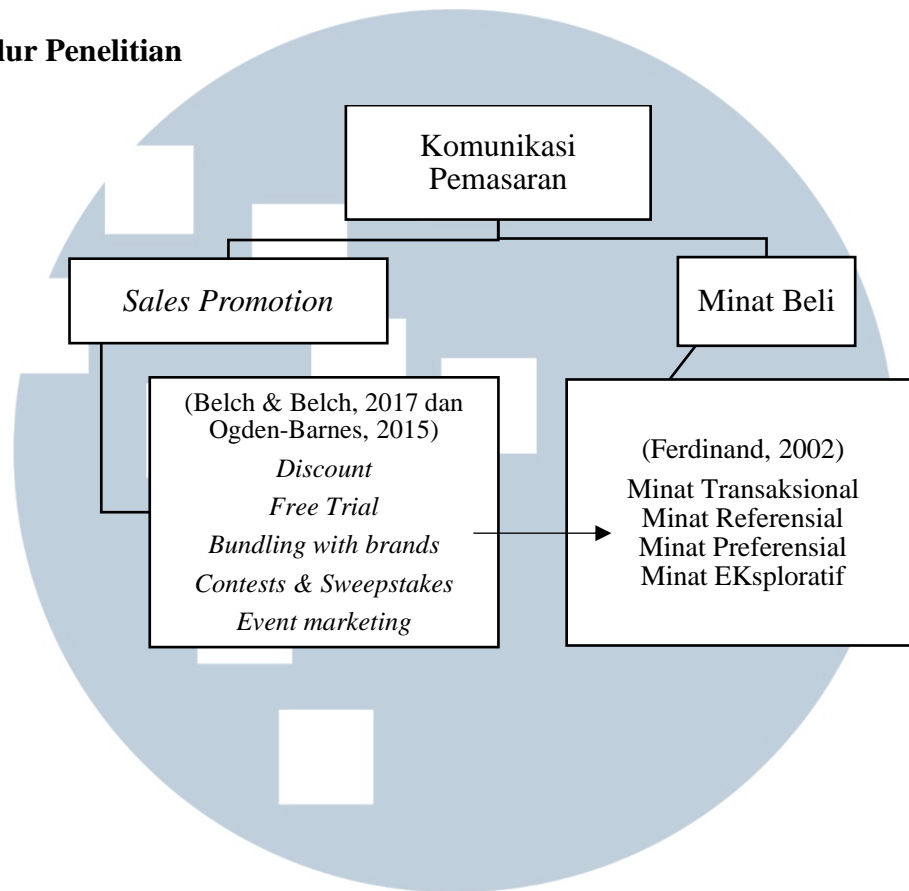 lur Penelitian
Komunikasi
Pemasaran
Sales Promotion
Minat Beli
(Belch & Belch, 2017 dan
Ogden-Barnes, 2015)
Discount
Free Trial
Bundling with brands
Contests & Sweepstakes
Event marketing
(Ferdinand, 2002)
Minat Transaksional
Minat Referensial
Minat Preferensial
Minat EKsploratif